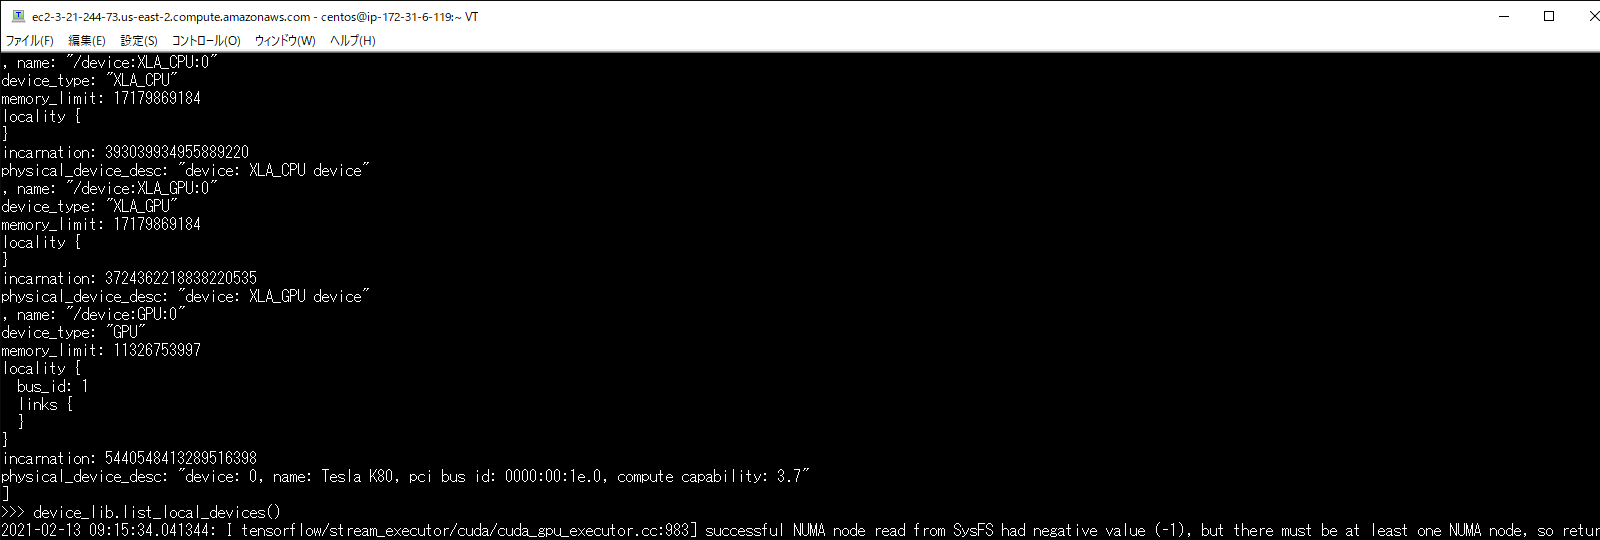 ec2-3-21-244-73.us-east-2.compute.amazonaws.com - centos@ip-172-31-6-119:~ VT
ファイル(F) 編集(E) 設定(S) コントロール(O) ウィンドウ(W) ヘルプ(H)
, name: "/device:XLA_CPU:0"
device_type: "XLA_CPU"
memory_limit: 17179869184
locality {
}
incarnation: 393039934955889220
physical_device_desc: "device: XLA_CPU device"
, name: "/device:XLA_GPU:0"
device_type: "XLA_GPU"
memory_limit: 17179869184
locality {
}
incarnation: 3724362218838220535
physical_device_desc: "device: XLA_GPU device"
, name: "/device:GPU:0"
device_type: "GPU"
memory_limit: 11326753997
locality {
  bus_id: 1
  links {
  }
}
incarnation: 5440548413289516398
physical_device_desc: "device: 0, name: Tesla K80, pci bus id: 0000:00:1e.0, compute capability: 3.7"
]
>>> device_lib.list_local_devices()
2021-02-13 09:15:34.041344: I tensorflow/stream_executor/cuda/cuda_gpu_executor.cc:983] successful NUMA node read from SysFS had negative value (-1), but there must be at least one NUMA node, so retur